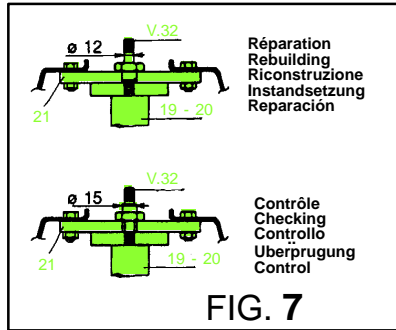 V.32
ø 12
Réparation
Rebuilding
Riconstruzione
Instandsetzung
Reparación
21
19 - 20
V.32
ø 15
Contrôle
Checking
Controllo
Uberprugung
Control
21
19 - 20
FIG. 7